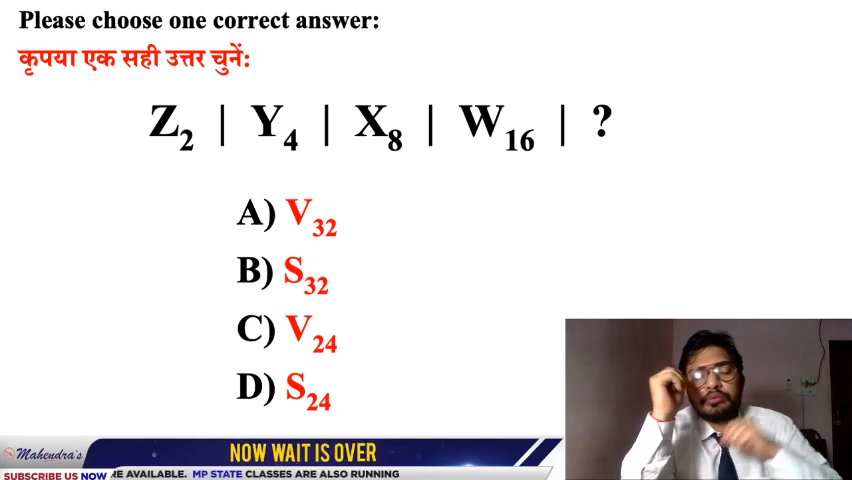 Please choose one correct answer:
कृपया एक सही उत्तर चुनें:
Z₂ | Y₄ | X₈ | W₁₆ | ?
A) V₃₂
B) S₃₂
C) V₂₄
D) S₂₄
Mahendra's
NOW WAIT IS OVER
SUBSCRIBE US NOW
RE AVAILABLE. MP STATE CLASSES ARE ALSO RUNNING